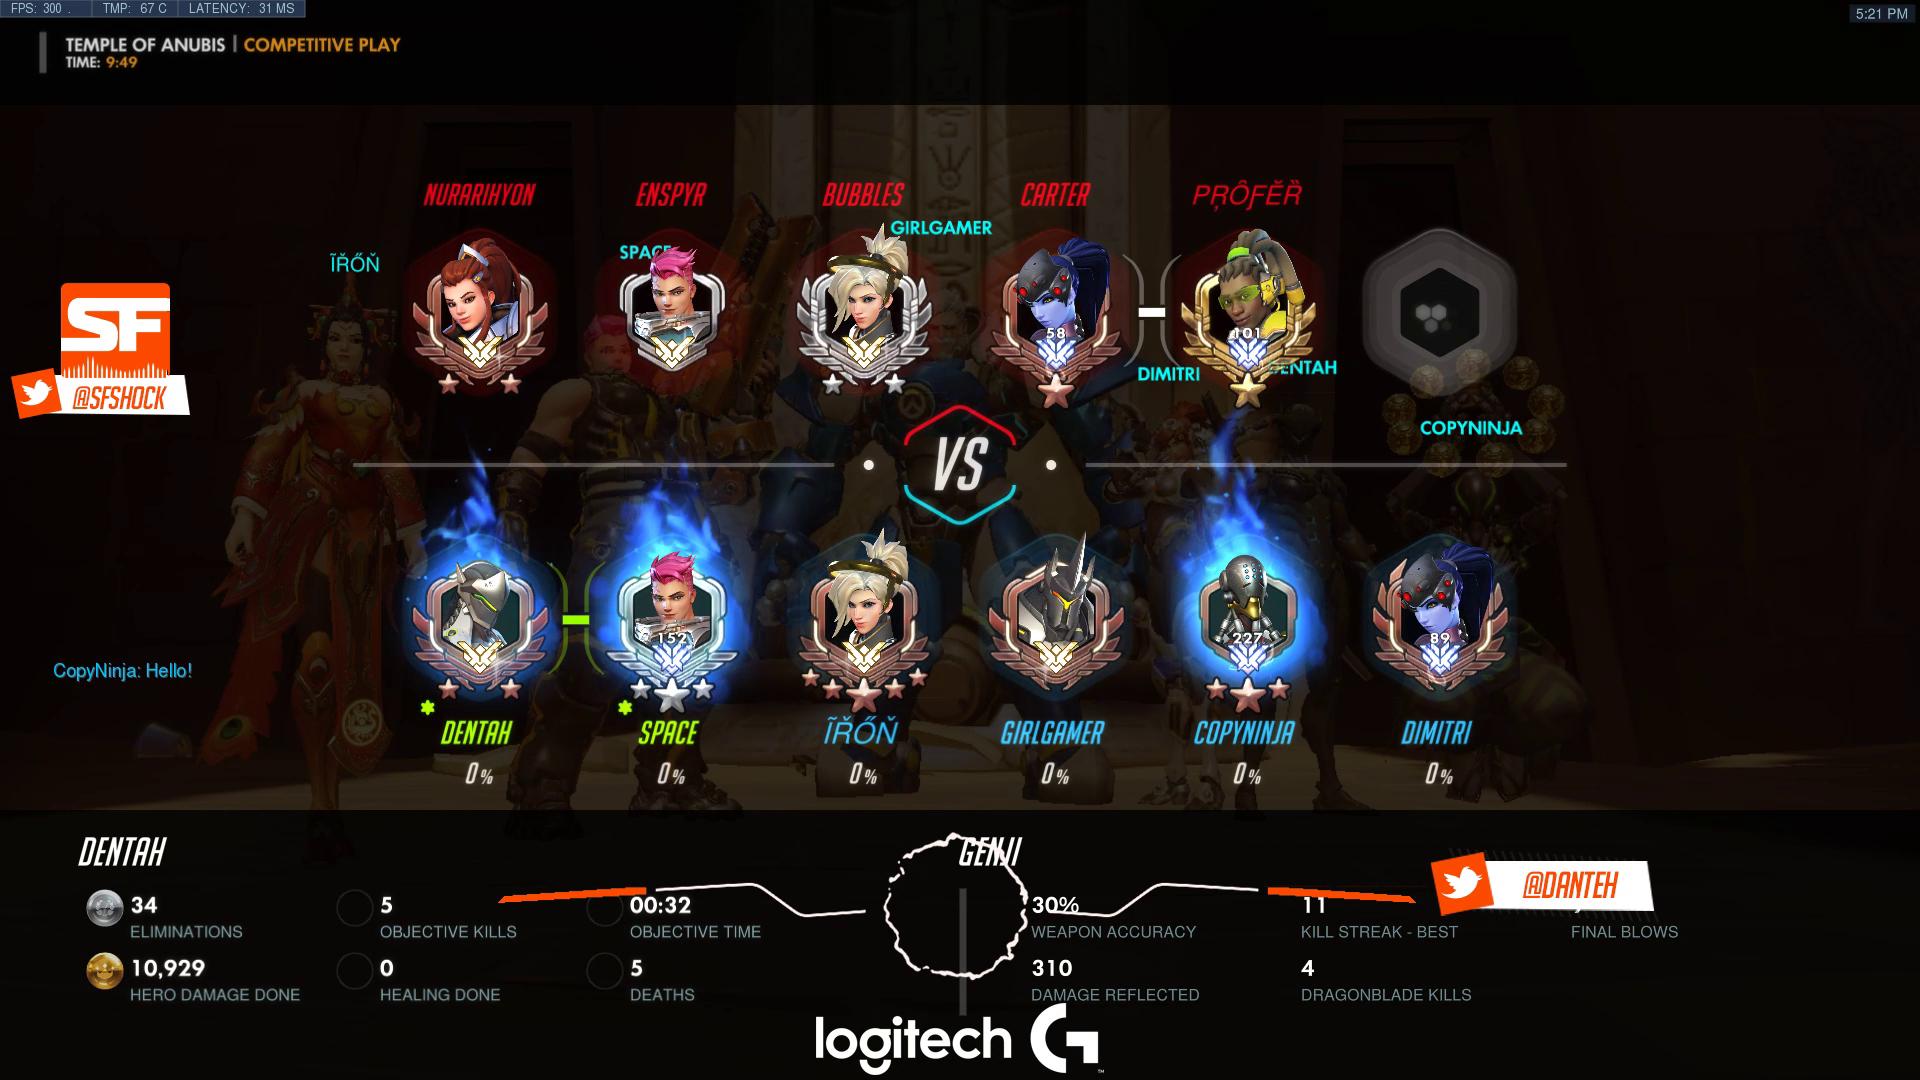 FPS: 300 . TMP: 67 C LATENCY: 31 MS
5:21 PM
TEMPLE OF ANUBIS | COMPETITIVE PLAY
TIME: 9:49
NURARIHYON ENSPYR BUBBLES CARTER PŖÔƑĔȐ
GIRLGAMER
SPACE
ĨŘŐŇ
SF
@SFSHOCK
58 101
DIMITRI DENTAH
COPYNINJA
VS
152 227 89
CopyNinja: Hello!
DENTAH SPACE ĨŘŐŇ GIRLGAMER COPYNINJA DIMITRI
0% 0% 0% 0% 0% 0%
DENTAH GENJI
@DANTEH
34 5 00:32 30% 11
ELIMINATIONS OBJECTIVE KILLS OBJECTIVE TIME WEAPON ACCURACY KILL STREAK - BEST FINAL BLOWS
10,929 0 5 310 4
HERO DAMAGE DONE HEALING DONE DEATHS DAMAGE REFLECTED DRAGONBLADE KILLS
logitech G